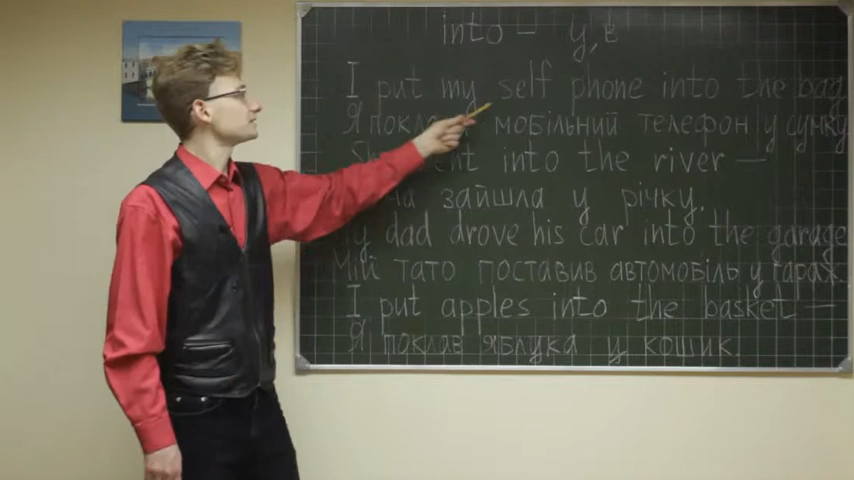 into – у, в
I put my self phone into the bag
Я мобільний телефон у сумку
into the river –
зайшла у річку.
dad drove his car into the garage
Мій тато поставив автомобіль у гараж.
I put apples into the basket –
Я поклав яблука у кошик.